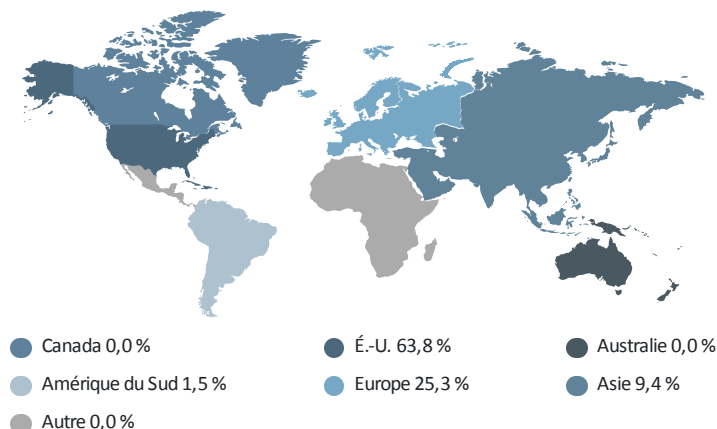 Canada 0,0 % É.-U. 63,8 % Australie 0,0 %
Amérique du Sud 1,5 % Europe 25,3 % Asie 9,4 %
Autre 0,0 %